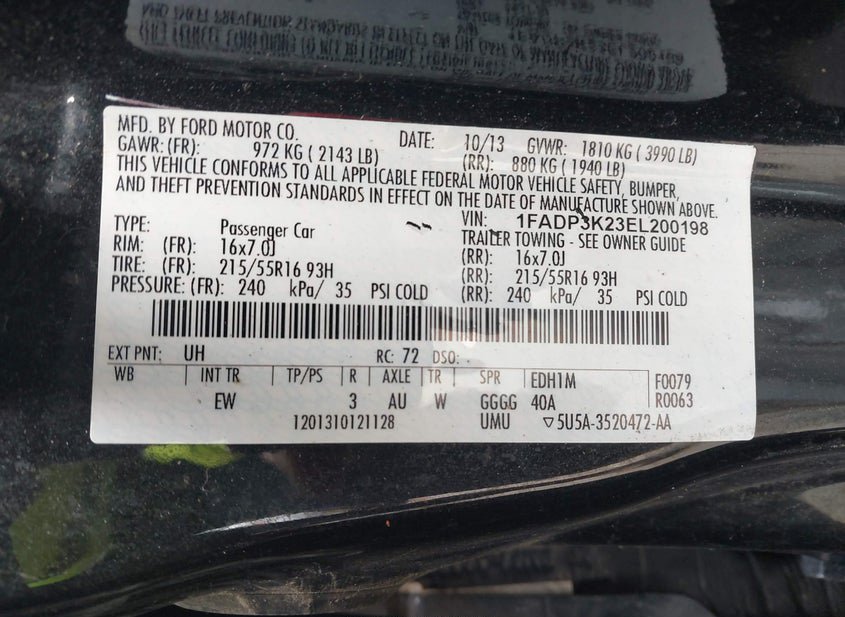 MFD. BY FORD MOTOR CO. DATE: 10/13 GVWR: 1810 KG ( 3990 LB)
GAWR: (FR): 972 KG ( 2143 LB) (RR): 880 KG ( 1940 LB)
THIS VEHICLE CONFORMS TO ALL APPLICABLE FEDERAL MOTOR VEHICLE SAFETY, BUMPER,
AND THEFT PREVENTION STANDARDS IN EFFECT ON THE DATE OF MANUFACTURE SHOWN ABOVE.
VIN: 1FADP3K23EL200198
TYPE: Passenger Car TRAILER TOWING - SEE OWNER GUIDE
RIM: (FR): 16x7.0J (RR): 16x7.0J
TIRE: (FR): 215/55R16 93H (RR): 215/55R16 93H
PRESSURE: (FR): 240 kPa/ 35 PSI COLD (RR): 240 kPa/ 35 PSI COLD
EXT PNT: UH RC: 72 DSO:
WB | INT TR | TP/PS | R | AXLE | TR | SPR | EDH1M F0079
EW 3 AU W GGGG 40A R0063
1201310121128 UMU ▽5U5A-3520472-AA